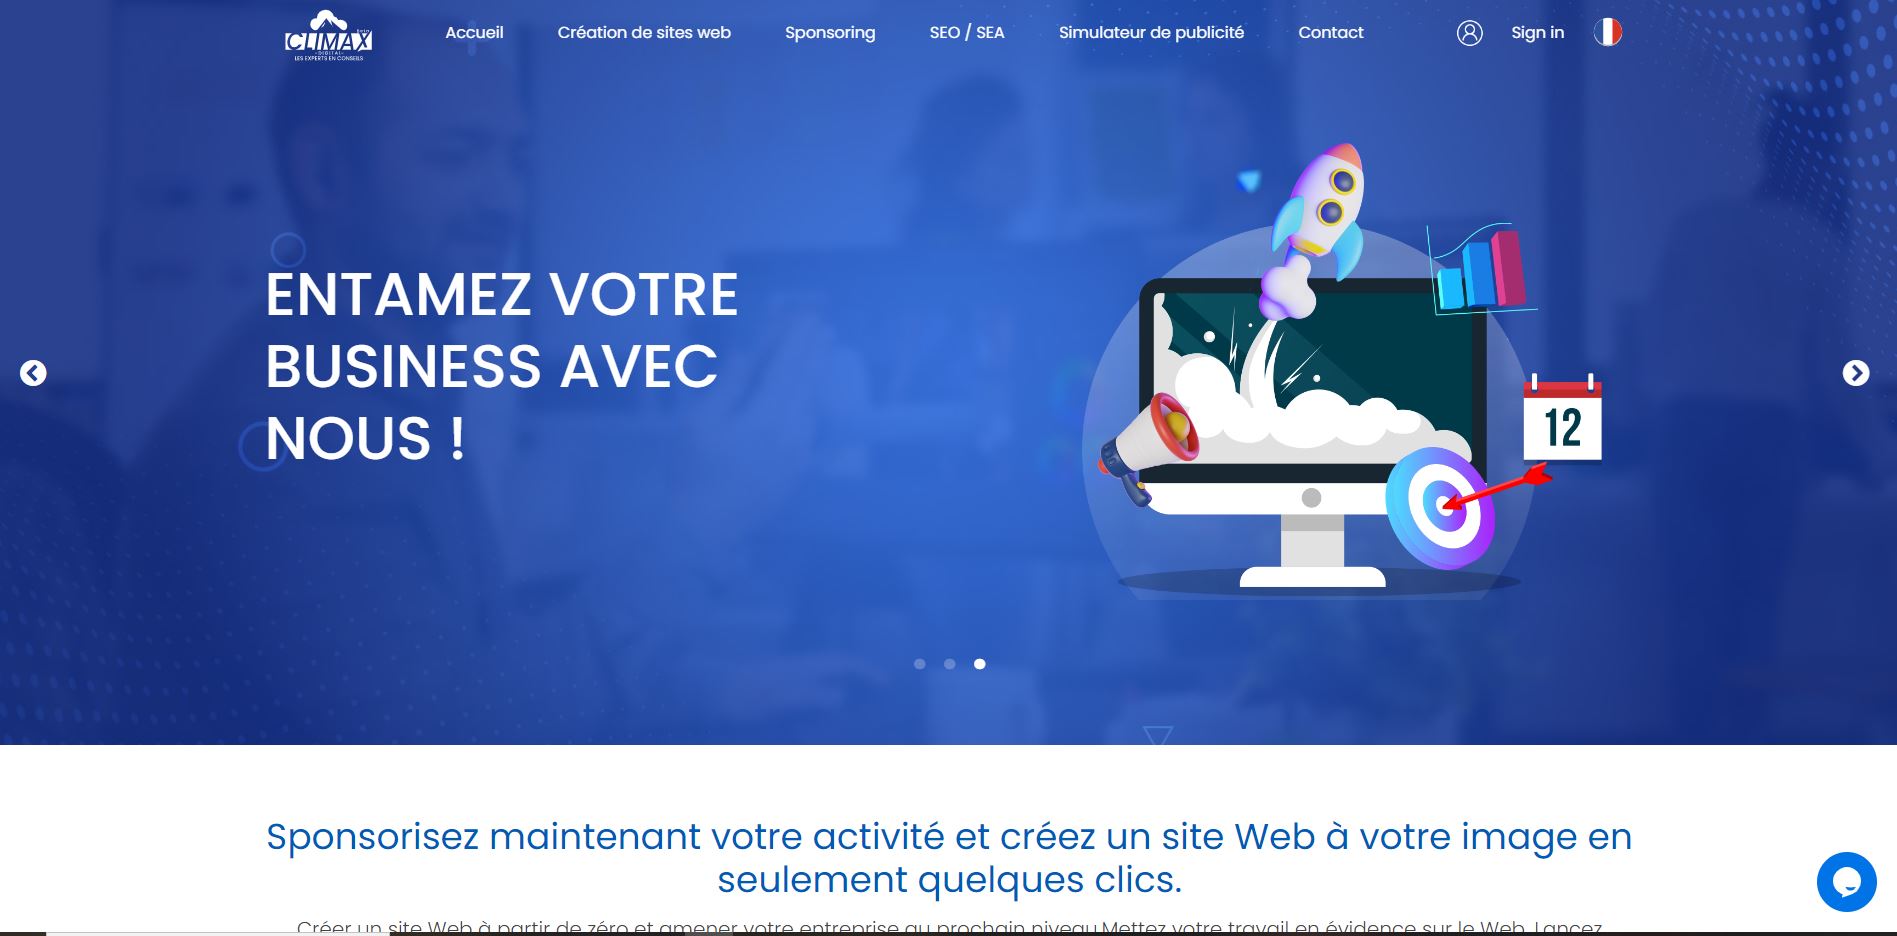 CLIMAX
DIGITAL
LES EXPERTS EN CONSEILS
Accueil
Création de sites web
Sponsoring
SEO / SEA
Simulateur de publicité
Contact
Sign in
ENTAMEZ VOTRE
BUSINESS AVEC
NOUS !
12
Sponsorisez maintenant votre activité et créez un site Web à votre image en
seulement quelques clics.
Créer un site Web à partir de zéro et amener votre entreprise au prochain niveau.Mettez votre travail en évidence sur le Web. Lancez